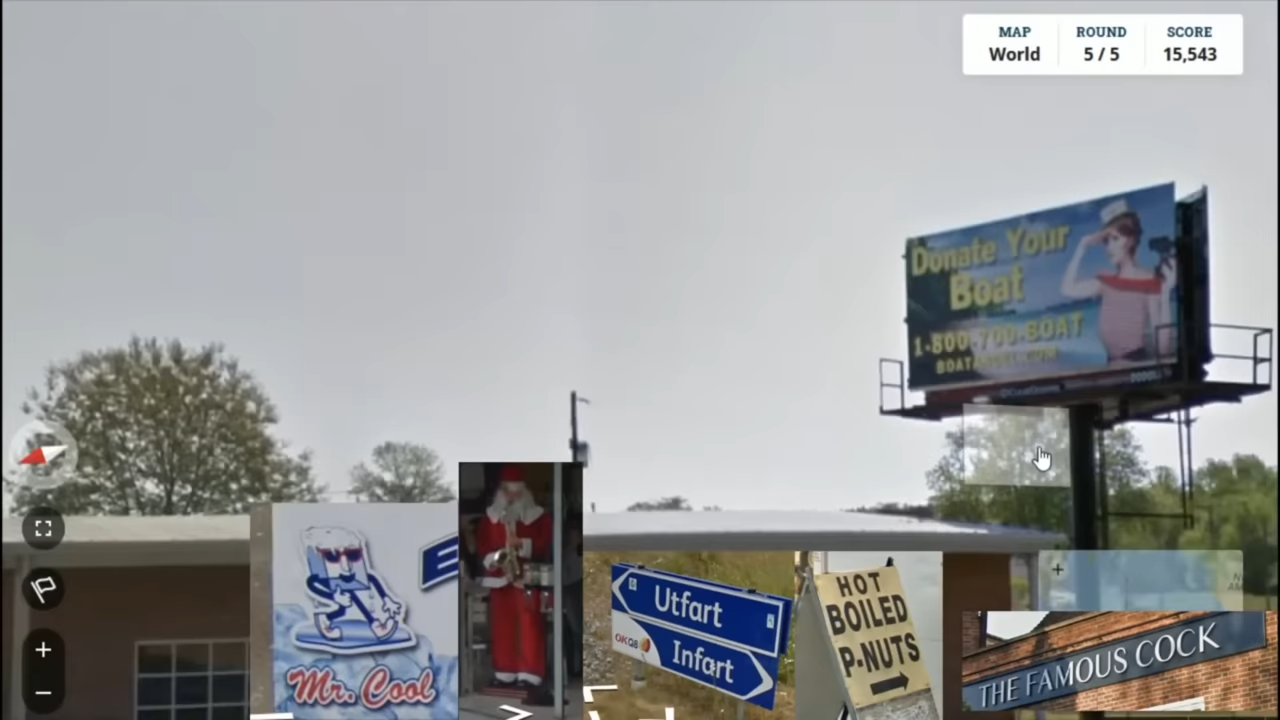 MAP
ROUND
SCORE
World
5 / 5
15,543
Donate Your
Boat
1-800-700-BOAT
Mr. Cool
Utfart
OKQ8
Infart
HOT
BOILED
P-NUTS
THE FAMOUS COCK